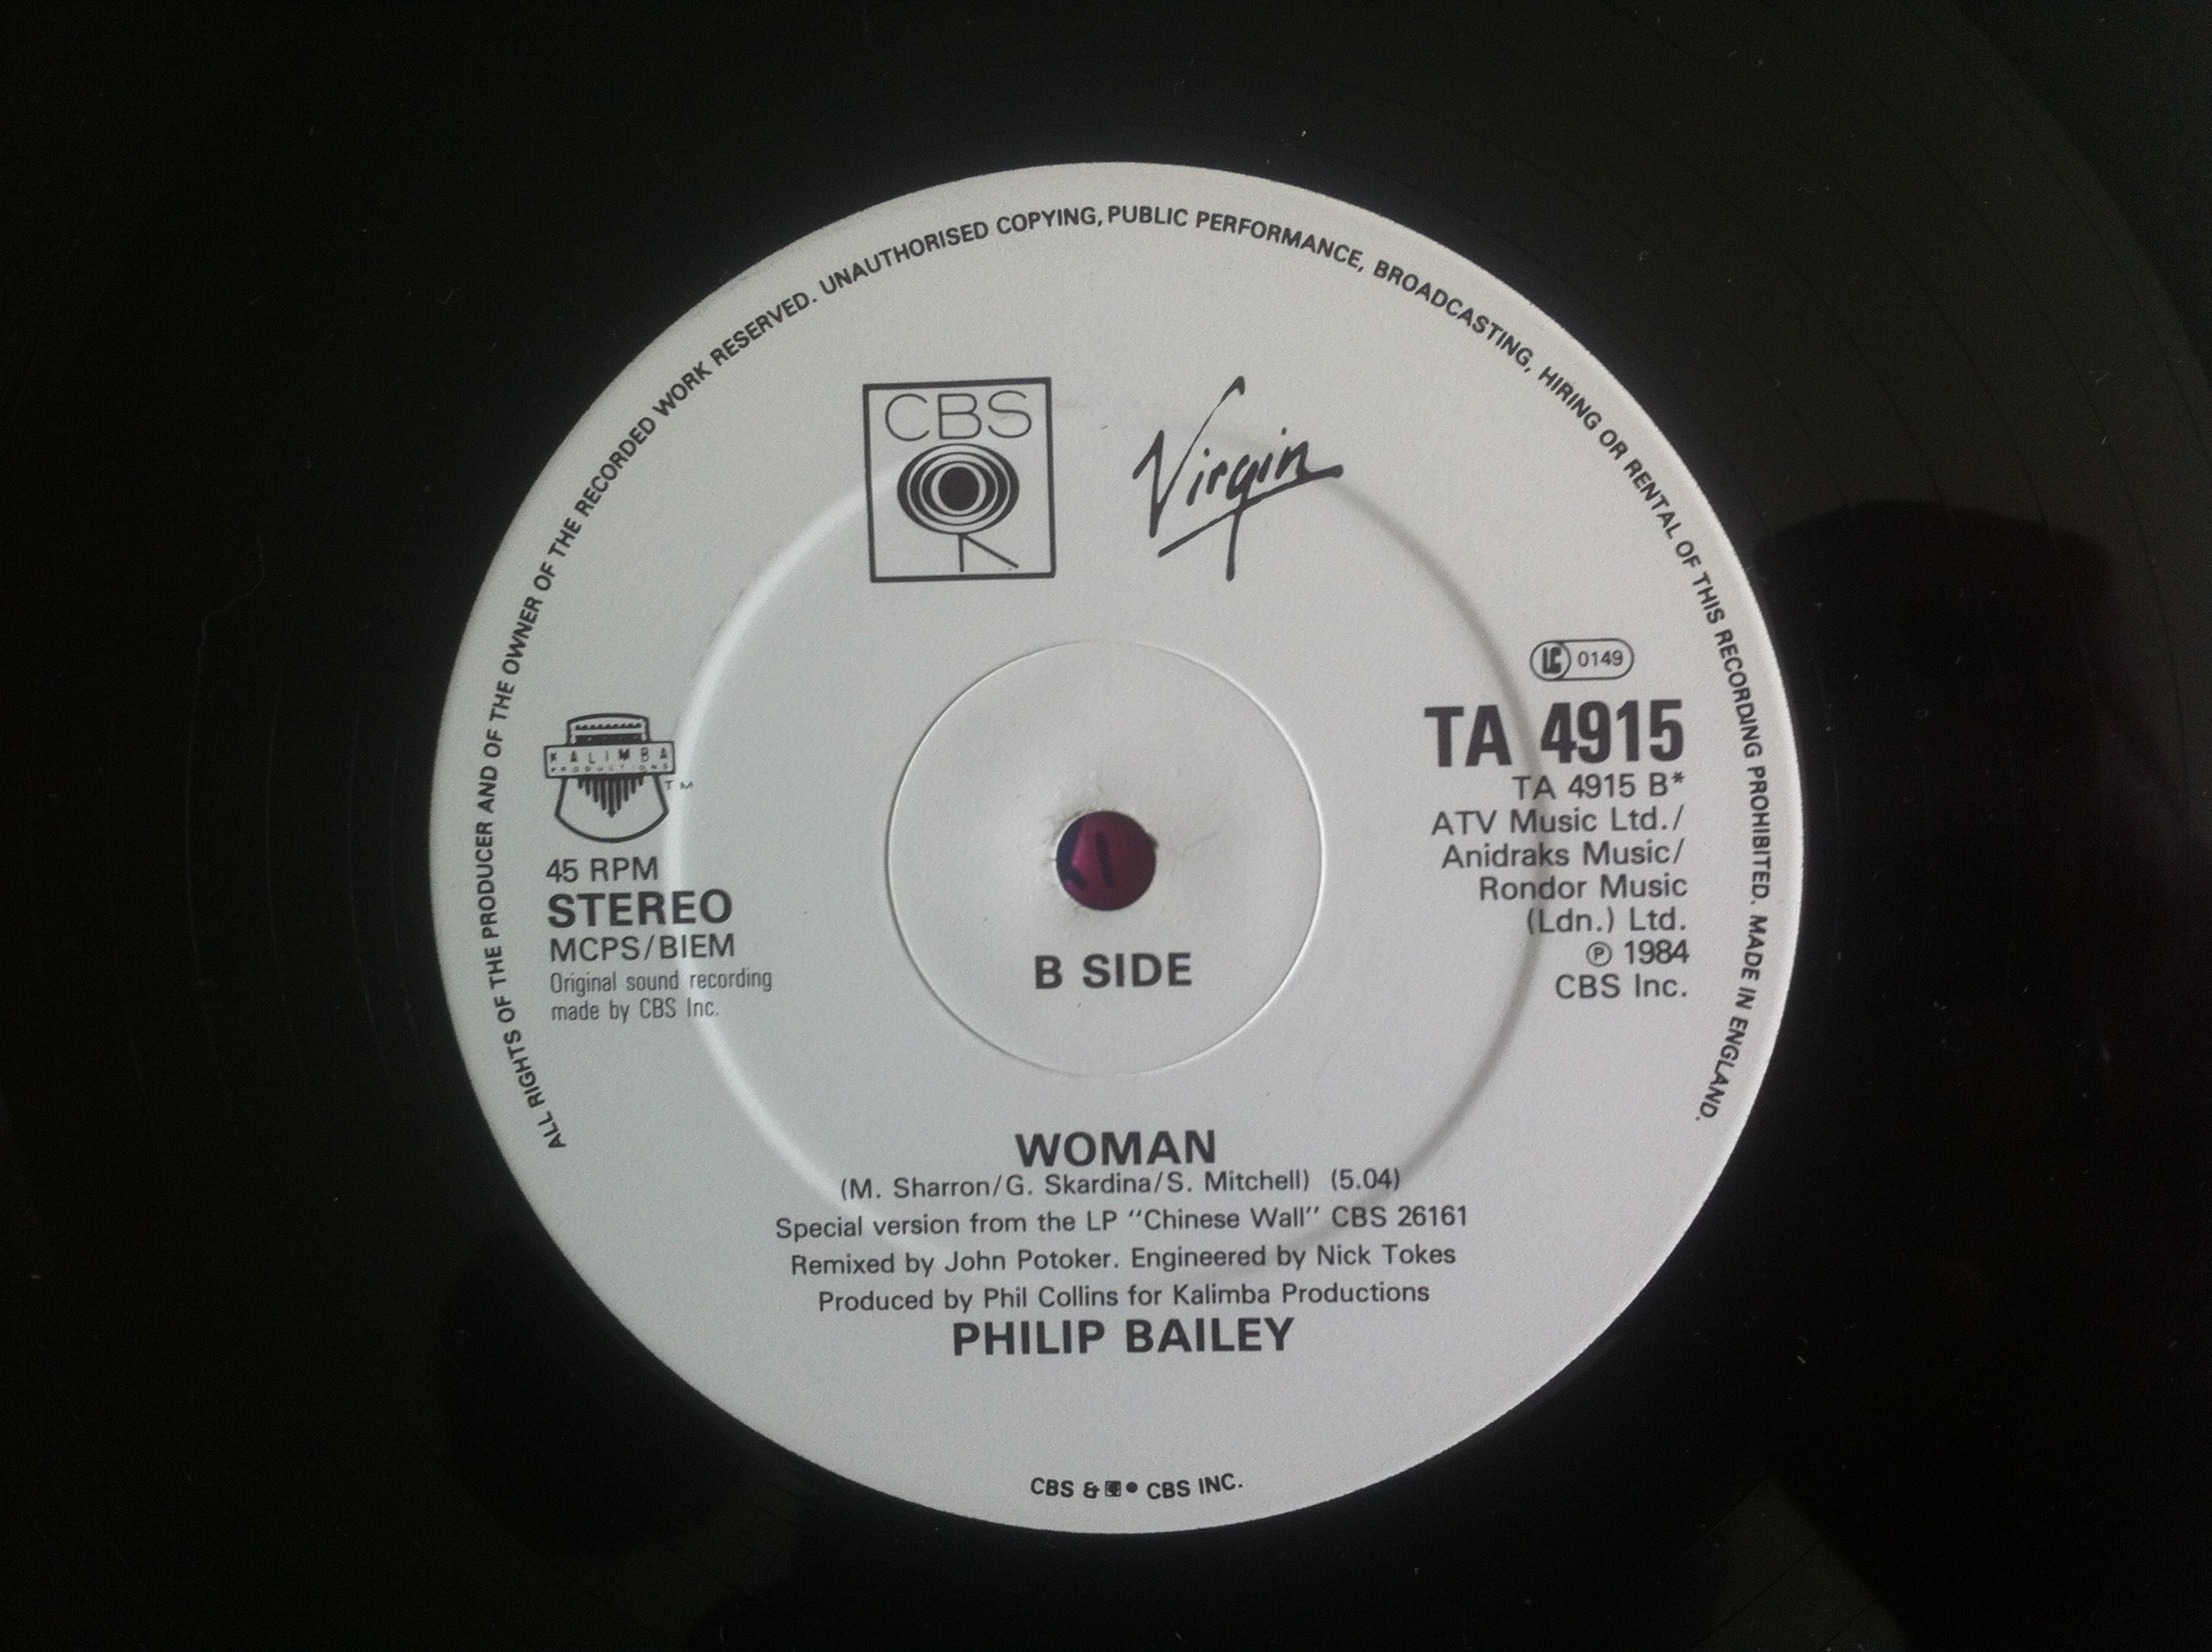 ALL RIGHTS OF THE PRODUCER AND OF THE OWNER OF THE RECORDED WORK RESERVED. UNAUTHORISED COPYING, PUBLIC PERFORMANCE, BROADCASTING, HIRING OR RENTAL OF THIS RECORDING PROHIBITED. MADE IN ENGLAND.
CBS
Virgin
LC 0149
TA 4915
TA 4915 B*
ATV Music Ltd./
Anidraks Music/
Rondor Music
(Ldn.) Ltd.
℗ 1984
CBS Inc.
KALIMBA
PRODUCTIONS
TM
45 RPM
STEREO
MCPS/BIEM
Original sound recording
made by CBS Inc.
B SIDE
WOMAN
(M. Sharron/G. Skardina/S. Mitchell) (5.04)
Special version from the LP "Chinese Wall" CBS 26161
Remixed by John Potoker. Engineered by Nick Tokes
Produced by Phil Collins for Kalimba Productions
PHILIP BAILEY
CBS & CBS INC.